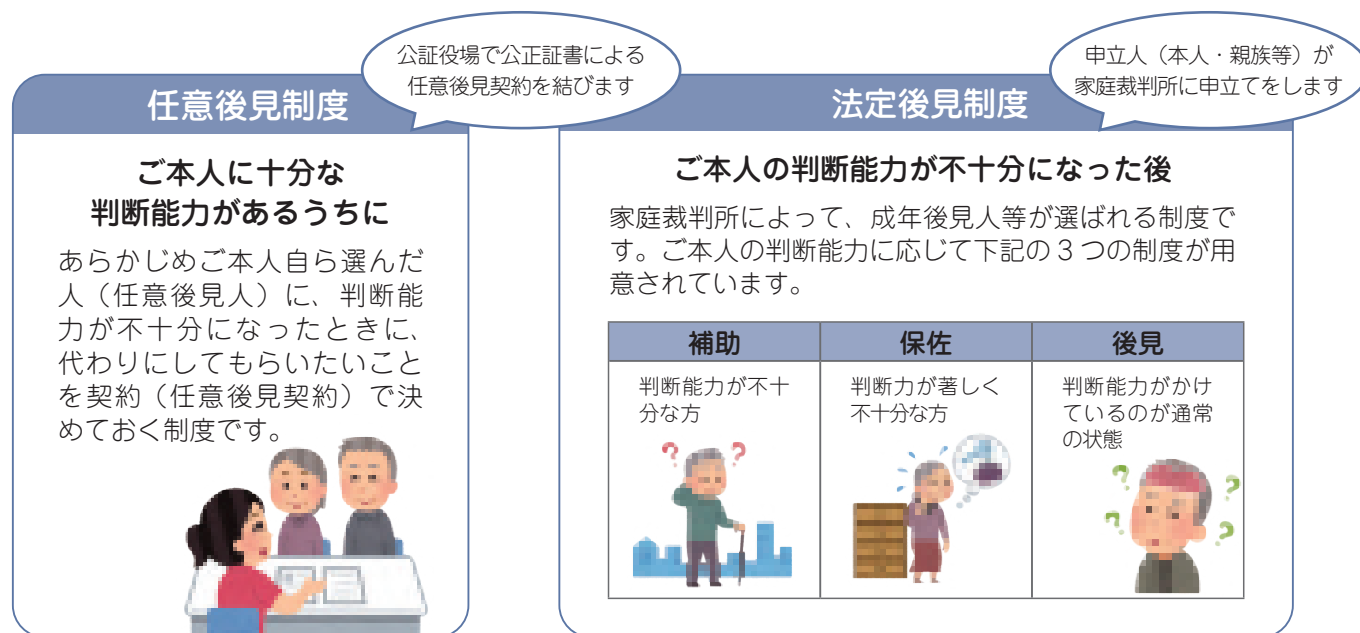 公証役場で公正証書による
任意後見契約を結びます
任意後見制度
ご本人に十分な
判断能力があるうちに
あらかじめご本人自ら選んだ
人（任意後見人）に、判断能
力が不十分になったときに、
代わりにしてもらいたいこと
を契約（任意後見契約）で決
めておく制度です。
申立人（本人・親族等）が
家庭裁判所に申立てをします
法定後見制度
ご本人の判断能力が不十分になった後
家庭裁判所によって、成年後見人等が選ばれる制度で
す。ご本人の判断能力に応じて下記の３つの制度が用
意されています。
補助
判断能力が不十
分な方
保佐
判断力が著しく
不十分な方
後見
判断能力がかけ
ているのが通常
の状態